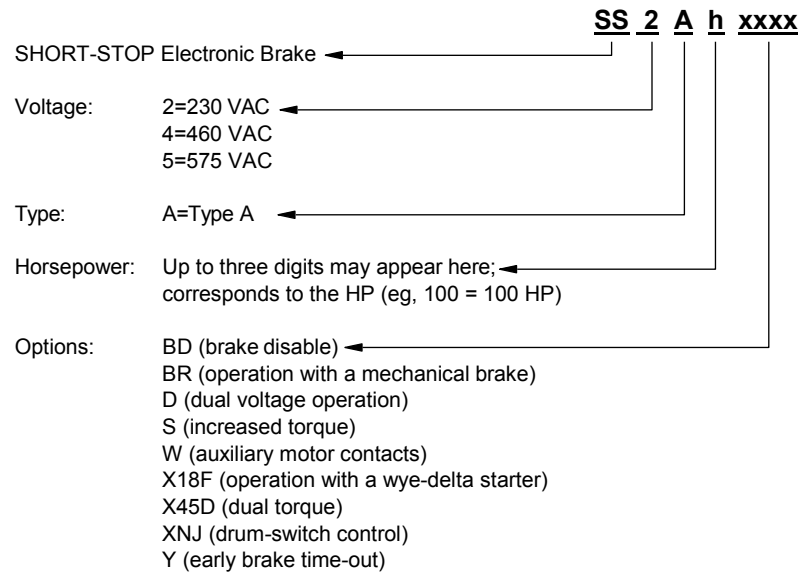 SS 2 A h xxxx
SHORT-STOP Electronic Brake
Voltage: 2=230 VAC
4=460 VAC
5=575 VAC
Type: A=Type A
Horsepower: Up to three digits may appear here;
corresponds to the HP (eg, 100 = 100 HP)
Options: BD (brake disable)
BR (operation with a mechanical brake)
D (dual voltage operation)
S (increased torque)
W (auxiliary motor contacts)
X18F (operation with a wye-delta starter)
X45D (dual torque)
XNJ (drum-switch control)
Y (early brake time-out)